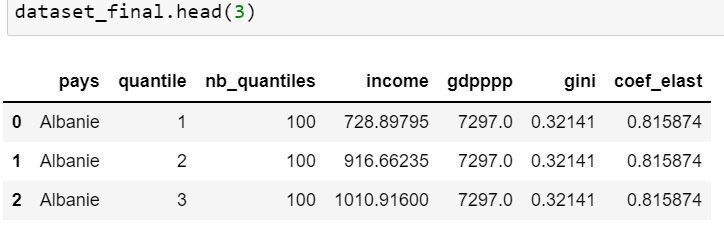 dataset_final.head(3)
pays quantile nb_quantiles income gdpppp gini coef_elast
0 Albanie 1 100 728.89795 7297.0 0.32141 0.815874
1 Albanie 2 100 916.66235 7297.0 0.32141 0.815874
2 Albanie 3 100 1010.91600 7297.0 0.32141 0.815874